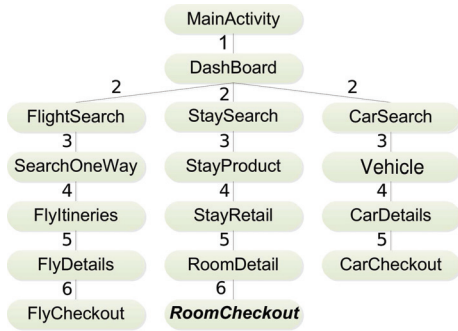 MainActivity
1
DashBoard
2 2 2
FlightSearch StaySearch CarSearch
3 3 3
SearchOneWay StayProduct Vehicle
4 4 4
FlyItineries StayRetail CarDetails
5 5 5
FlyDetails RoomDetail CarCheckout
6 6
FlyCheckout RoomCheckout